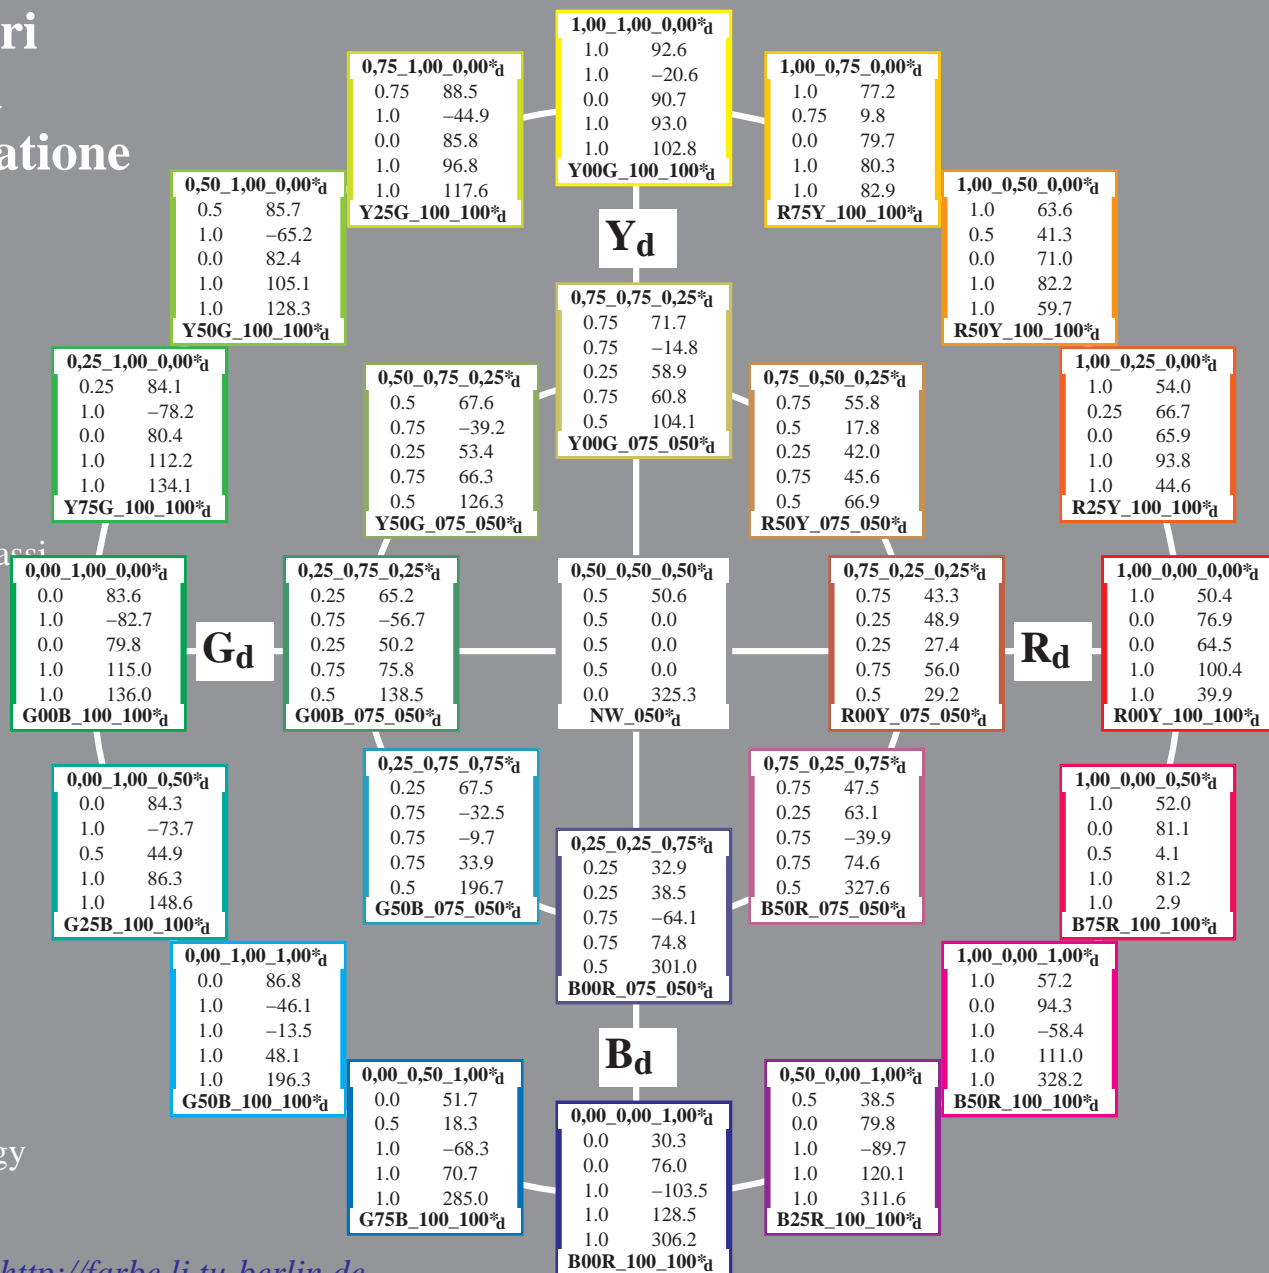 ri
atione
assi
gy
http://farbe.li.tu-berlin.de
1,00_1,00_0,00*d
1.0 92.6
1.0 −20.6
0.0 90.7
1.0 93.0
1.0 102.8
Y00G_100_100*d
0,75_1,00_0,00*d
0.75 88.5
1.0 −44.9
0.0 85.8
1.0 96.8
1.0 117.6
Y25G_100_100*d
1,00_0,75_0,00*d
1.0 77.2
0.75 9.8
0.0 79.7
1.0 80.3
1.0 82.9
R75Y_100_100*d
0,50_1,00_0,00*d
0.5 85.7
1.0 −65.2
0.0 82.4
1.0 105.1
1.0 128.3
Y50G_100_100*d
Yd
1,00_0,50_0,00*d
1.0 63.6
0.5 41.3
0.0 71.0
1.0 82.2
1.0 59.7
R50Y_100_100*d
0,75_0,75_0,25*d
0.75 71.7
0.75 −14.8
0.25 58.9
0.75 60.8
0.5 104.1
Y00G_075_050*d
0,25_1,00_0,00*d
0.25 84.1
1.0 −78.2
0.0 80.4
1.0 112.2
1.0 134.1
Y75G_100_100*d
0,50_0,75_0,25*d
0.5 67.6
0.75 −39.2
0.25 53.4
0.75 66.3
0.5 126.3
Y50G_075_050*d
0,75_0,50_0,25*d
0.75 55.8
0.5 17.8
0.25 42.0
0.75 45.6
0.5 66.9
R50Y_075_050*d
1,00_0,25_0,00*d
1.0 54.0
0.25 66.7
0.0 65.9
1.0 93.8
1.0 44.6
R25Y_100_100*d
0,00_1,00_0,00*d
0.0 83.6
1.0 −82.7
0.0 79.8
1.0 115.0
1.0 136.0
G00B_100_100*d
Gd
0,25_0,75_0,25*d
0.25 65.2
0.75 −56.7
0.25 50.2
0.75 75.8
0.5 138.5
G00B_075_050*d
0,50_0,50_0,50*d
0.5 50.6
0.5 0.0
0.5 0.0
0.5 0.0
0.0 325.3
NW_050*d
0,75_0,25_0,25*d
0.75 43.3
0.25 48.9
0.25 27.4
0.75 56.0
0.5 29.2
R00Y_075_050*d
Rd
1,00_0,00_0,00*d
1.0 50.4
0.0 76.9
0.0 64.5
1.0 100.4
1.0 39.9
R00Y_100_100*d
0,00_1,00_0,50*d
0.0 84.3
1.0 −73.7
0.5 44.9
1.0 86.3
1.0 148.6
G25B_100_100*d
0,25_0,75_0,75*d
0.25 67.5
0.75 −32.5
0.75 −9.7
0.75 33.9
0.5 196.7
G50B_075_050*d
0,75_0,25_0,75*d
0.75 47.5
0.25 63.1
0.75 −39.9
0.75 74.6
0.5 327.6
B50R_075_050*d
1,00_0,00_0,50*d
1.0 52.0
0.0 81.1
0.5 4.1
1.0 81.2
1.0 2.9
B75R_100_100*d
0,25_0,25_0,75*d
0.25 32.9
0.25 38.5
0.75 −64.1
0.75 74.8
0.5 301.0
B00R_075_050*d
0,00_1,00_1,00*d
0.0 86.8
1.0 −46.1
1.0 −13.5
1.0 48.1
1.0 196.3
G50B_100_100*d
Bd
1,00_0,00_1,00*d
1.0 57.2
0.0 94.3
1.0 −58.4
1.0 111.0
1.0 328.2
B50R_100_100*d
0,00_0,50_1,00*d
0.0 51.7
0.5 18.3
1.0 −68.3
1.0 70.7
1.0 285.0
G75B_100_100*d
0,50_0,00_1,00*d
0.5 38.5
0.0 79.8
1.0 −89.7
1.0 120.1
1.0 311.6
B25R_100_100*d
0,00_0,00_1,00*d
0.0 30.3
0.0 76.0
1.0 −103.5
1.0 128.5
1.0 306.2
B00R_100_100*d